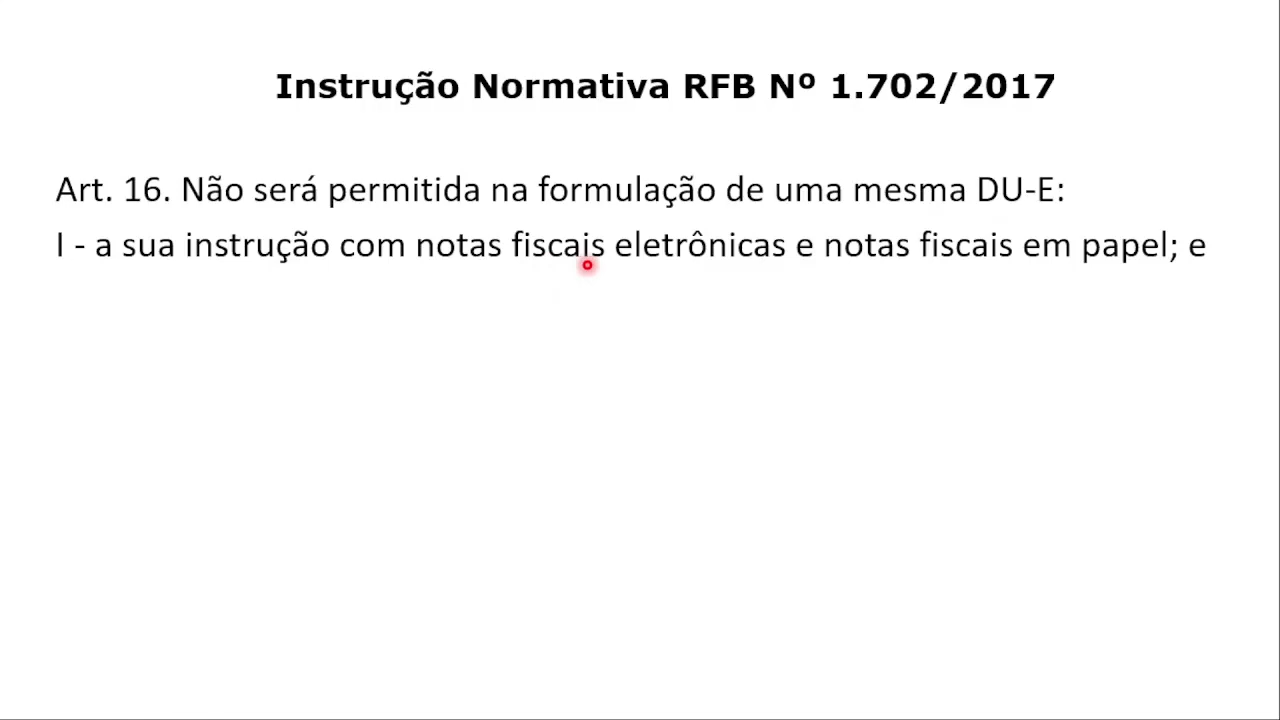 Instrução Normativa RFB Nº 1.702/2017
Art. 16. Não será permitida na formulação de uma mesma DU-E:
I - a sua instrução com notas fiscais eletrônicas e notas fiscais em papel; e